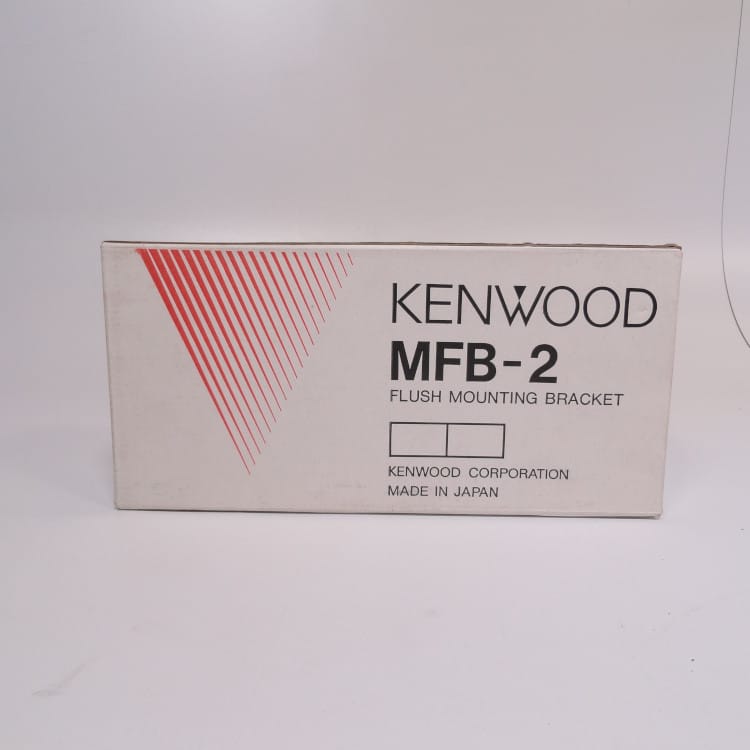 KENWOOD
MFB-2
FLUSH MOUNTING BRACKET
KENWOOD CORPORATION
MADE IN JAPAN